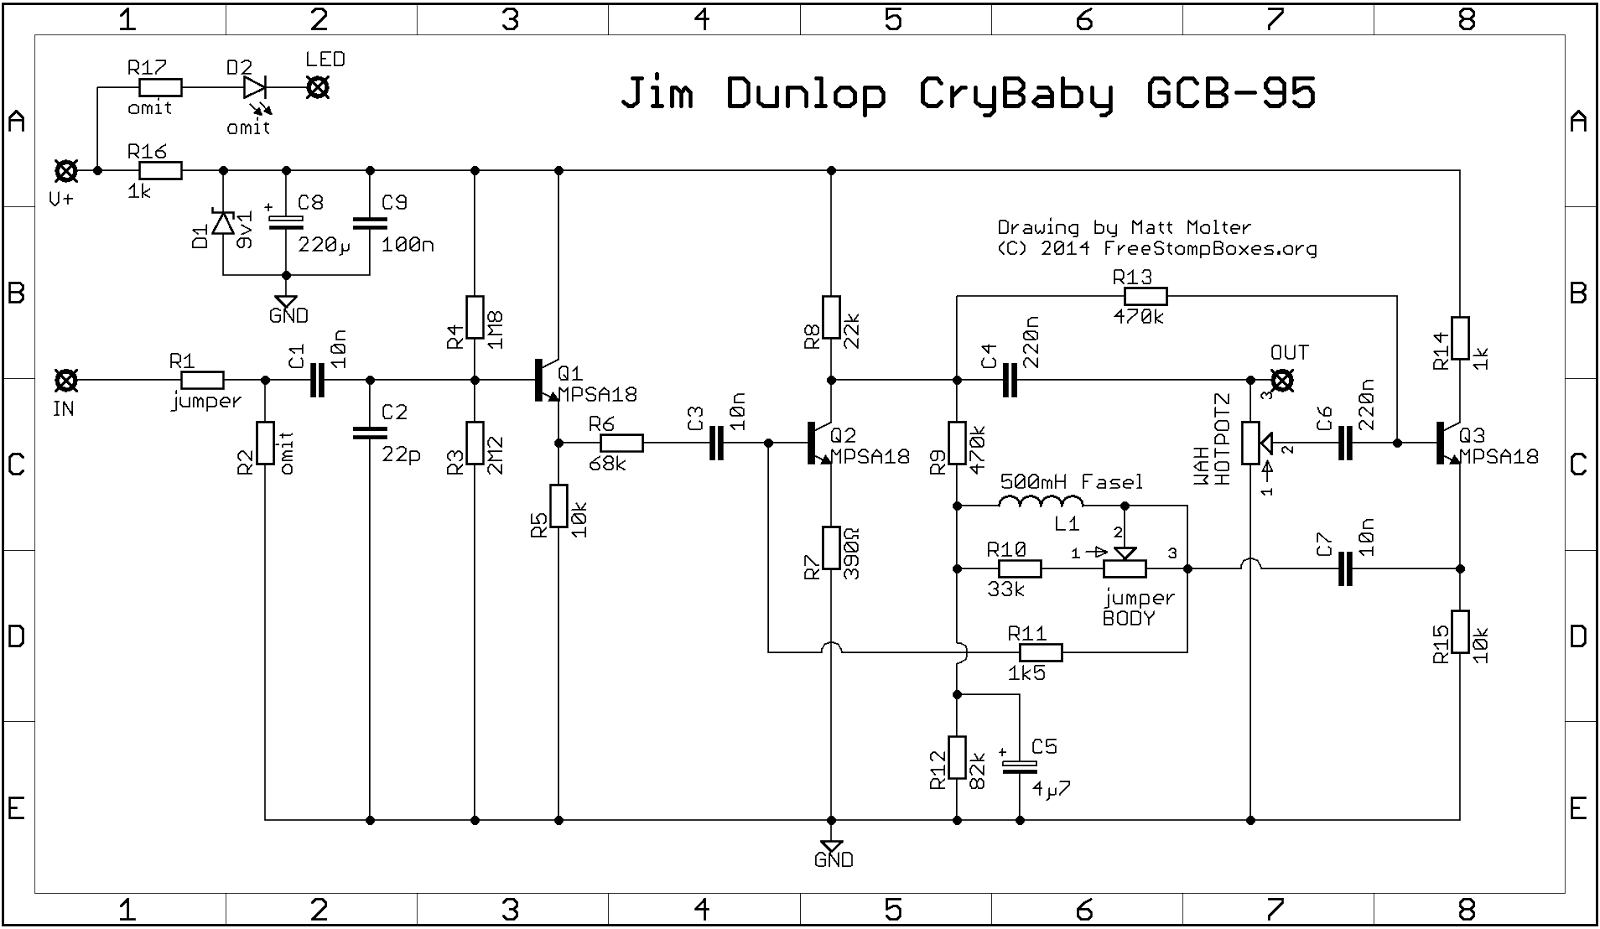 1 2 3 4 5 6 7 8
Jim Dunlop CryBaby GCB-95
A
A
R17
omit
D2
omit
LED
R16
1k
V+
D1
9v1
+
C8
220µ
C9
100n
GND
Drawing by Matt Molter
(C) 2014 FreeStompBoxes.org
B
B
R13
470k
R4
1M8
R8
22k
C4
220n
R14
1k
IN
R1
jumper
C1
10n
Q1
MPSA18
OUT
R2
omit
C2
22p
R3
2M2
R6
68k
C3
10n
Q2
MPSA18
R9
470k
WAH
HOTPOTZ
3
2
1
C6
220n
Q3
MPSA18
C
C
R5
10k
500mH Fasel
L1
R7
390Ω
R10
33k
1
2
3
jumper
BODY
C7
10n
D
D
R11
1k5
R15
10k
R12
82k
+
C5
4µ7
E
E
GND
1 2 3 4 5 6 7 8